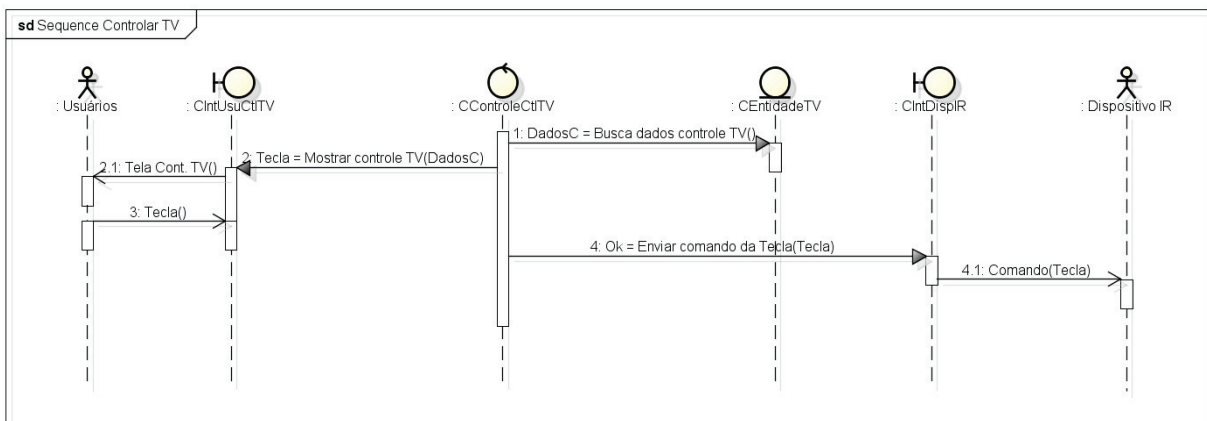 sd Sequence Controlar TV
: Usuários
: CIntUsuCtlTV
: CControleCtlTV
: CEntidadeTV
: CIntDispIR
: Dispositivo IR
1: DadosC = Busca dados controle TV()
2: Tecla = Mostrar controle TV(DadosC)
2.1: Tela Cont. TV()
3: Tecla()
4: Ok = Enviar comando da Tecla(Tecla)
4.1: Comando(Tecla)